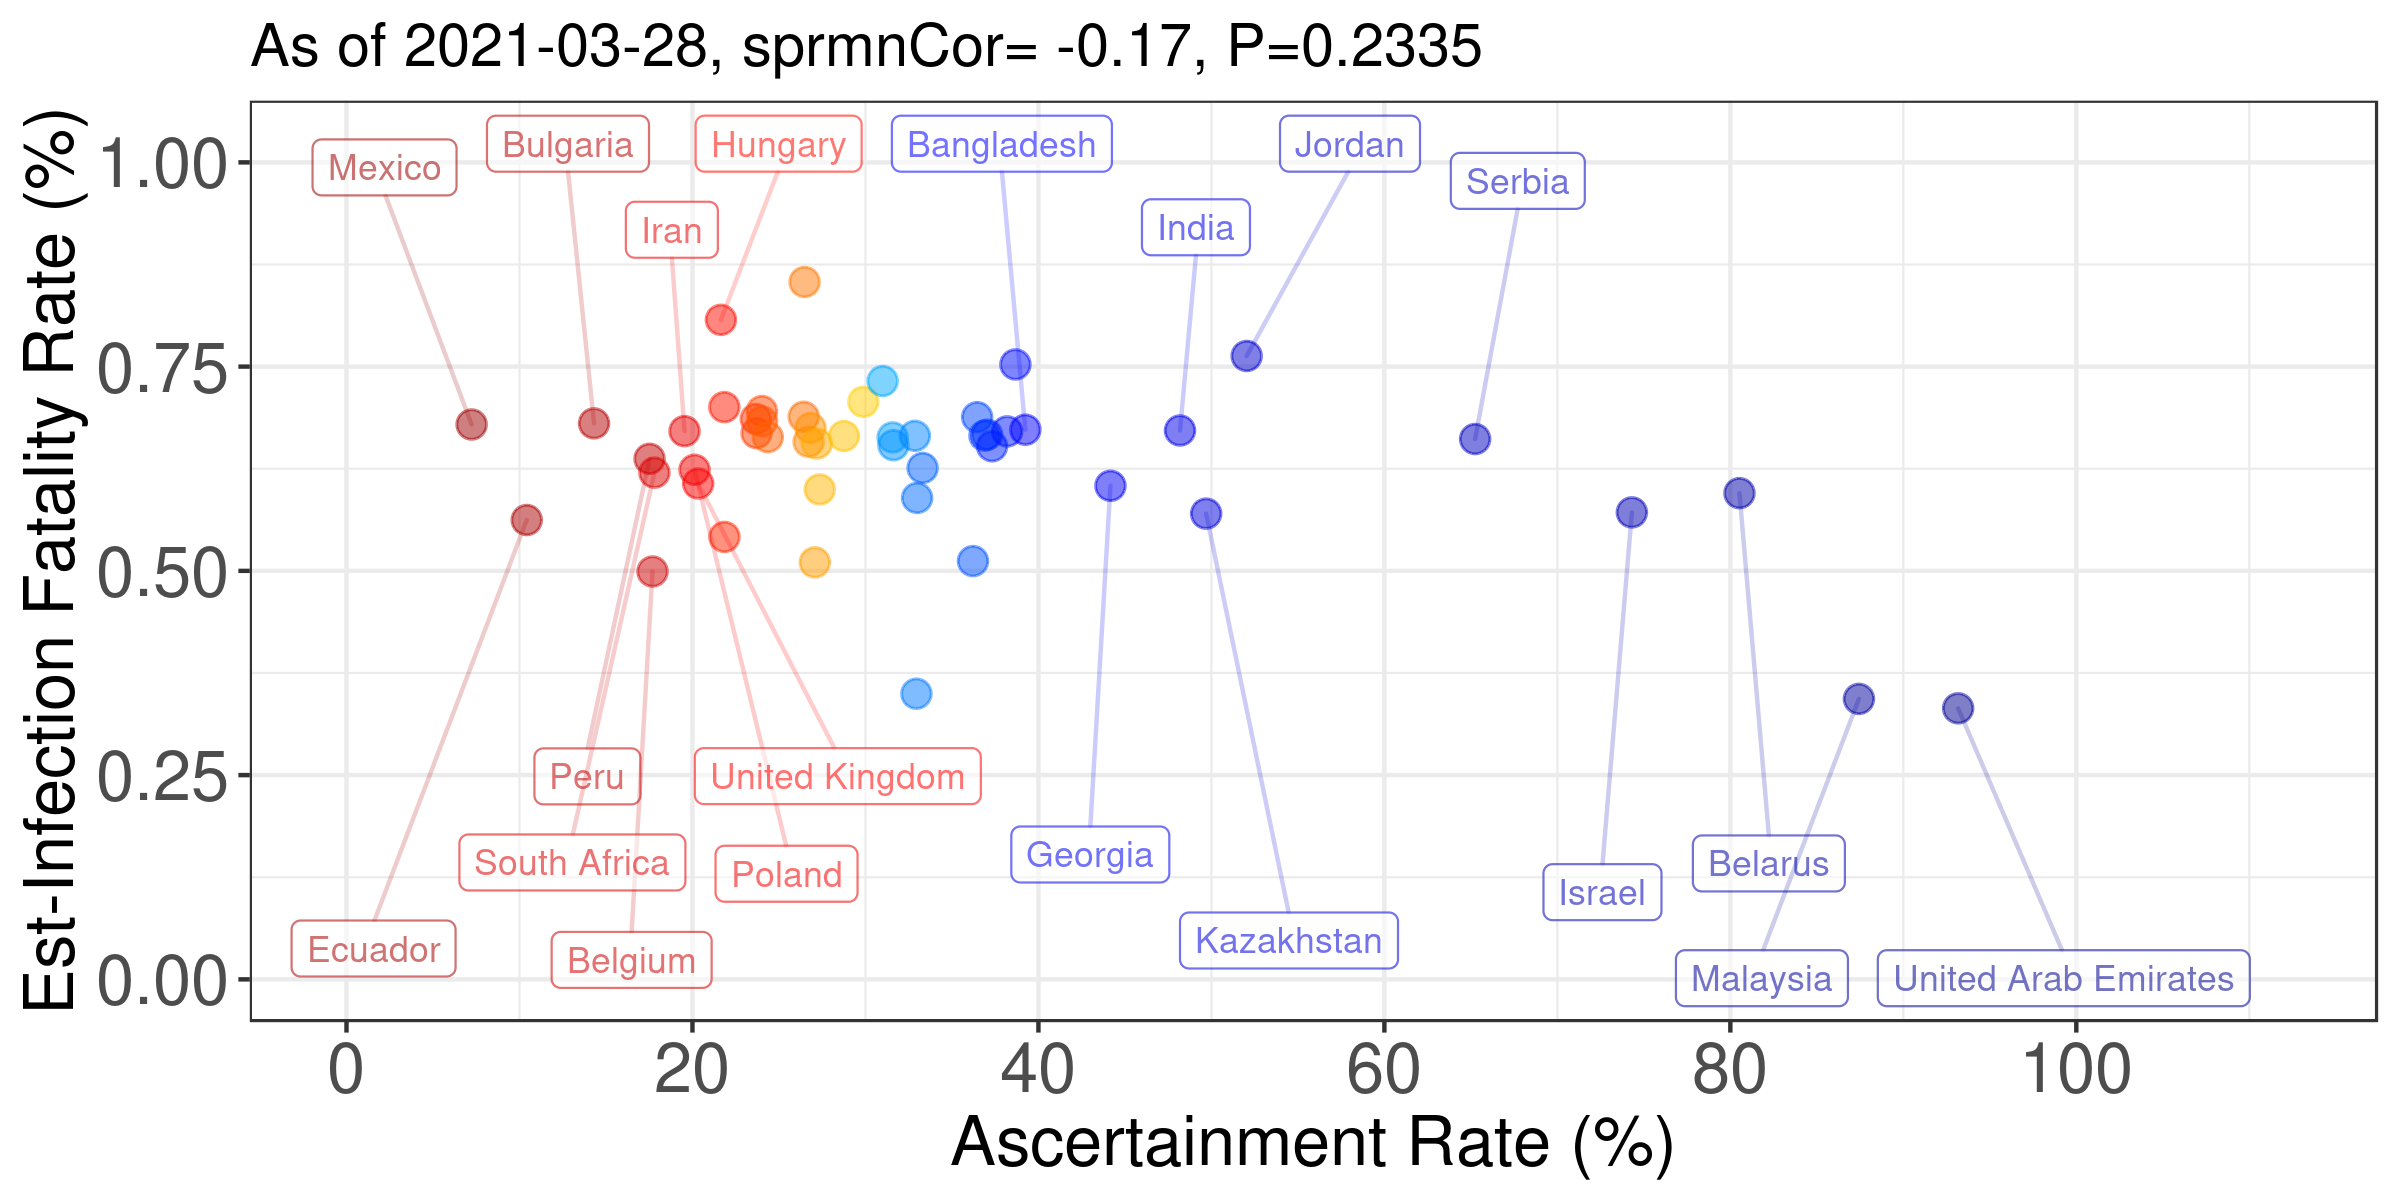 As of 2021-03-28, sprmnCor= -0.17, P=0.2335
Est-Infection Fatality Rate (%)
1.00
0.75
0.50
0.25
0.00
Mexico
Bulgaria
Hungary
Bangladesh
Jordan
Serbia
Iran
India
Peru
United Kingdom
South Africa
Poland
Georgia
Belarus
Israel
Ecuador
Belgium
Kazakhstan
Malaysia
United Arab Emirates
0
20
40
60
80
100
Ascertainment Rate (%)